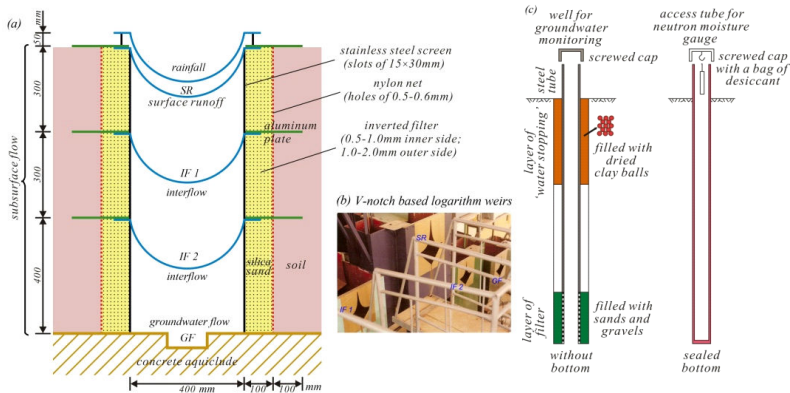 (a)
50
mm
300
300
400
subsurface flow
rainfall
SR
surface runoff
IF 1
interflow
IF 2
interflow
groundwater flow
GF
concrete aquiclude
400 mm
100
100
mm
aluminum
plate
silica
sand
soil
stainless steel screen
(slots of 15×30mm)
nylon net
(holes of 0.5-0.6mm)
inverted filter
(0.5-1.0mm inner side;
1.0-2.0mm outer side)
(b) V-notch based logarithm weirs
SR
IF 2
GF
IF 1
(c)
well for
groundwater
monitoring
screwed cap
steel
tube
layer of
'water stopping'
filled with
dried
clay balls
layer of
filter
filled with
sands and
gravels
without
bottom
access tube for
neutron moisture
gauge
screwed cap
with a bag of
desiccant
sealed
bottom